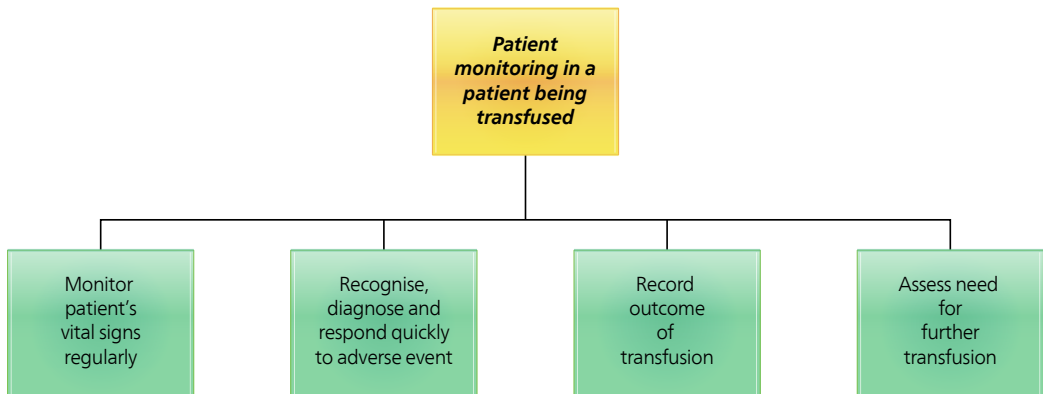 Patient
monitoring in a
patient being
transfused
Monitor
patient’s
vital signs
regularly
Recognise,
diagnose and
respond quickly
to adverse event
Record
outcome
of
transfusion
Assess need
for
further
transfusion